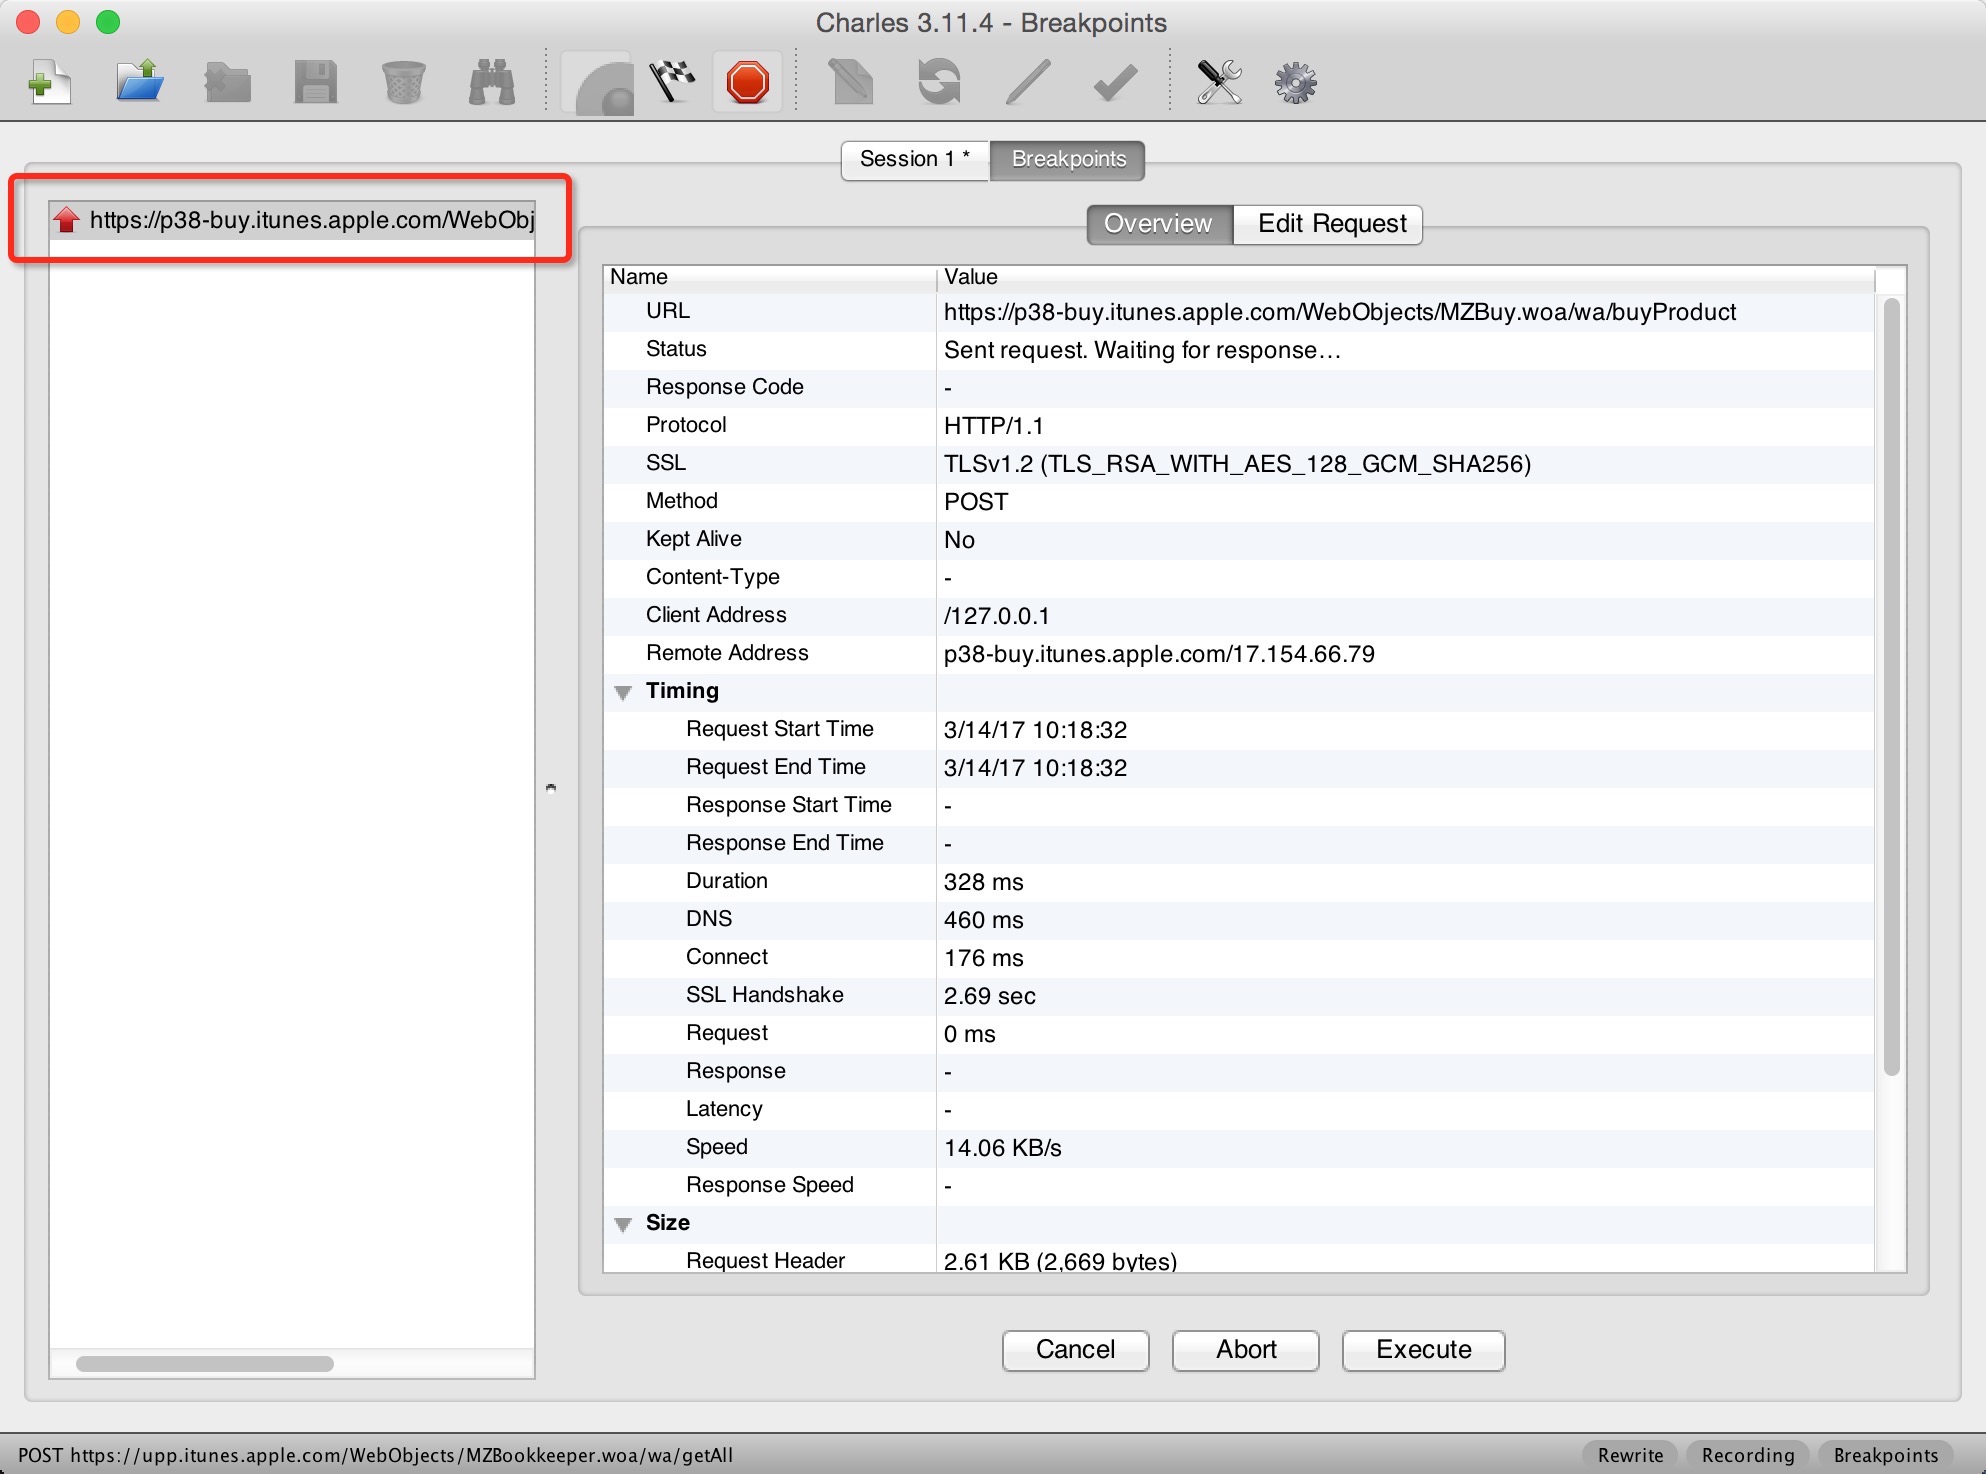 Charles 3.11.4 - Breakpoints
Session 1 *
Breakpoints
https://p38-buy.itunes.apple.com/WebObj
Overview
Edit Request
Name Value
URL https://p38-buy.itunes.apple.com/WebObjects/MZBuy.woa/wa/buyProduct
Status Sent request. Waiting for response…
Response Code -
Protocol HTTP/1.1
SSL TLSv1.2 (TLS_RSA_WITH_AES_128_GCM_SHA256)
Method POST
Kept Alive No
Content-Type -
Client Address /127.0.0.1
Remote Address p38-buy.itunes.apple.com/17.154.66.79
Timing
Request Start Time 3/14/17 10:18:32
Request End Time 3/14/17 10:18:32
Response Start Time -
Response End Time -
Duration 328 ms
DNS 460 ms
Connect 176 ms
SSL Handshake 2.69 sec
Request 0 ms
Response -
Latency -
Speed 14.06 KB/s
Response Speed -
Size
Request Header 2.61 KB (2,669 bytes)
Cancel Abort Execute
POST https://upp.itunes.apple.com/WebObjects/MZBookkeeper.woa/wa/getAll
Rewrite Recording Breakpoints